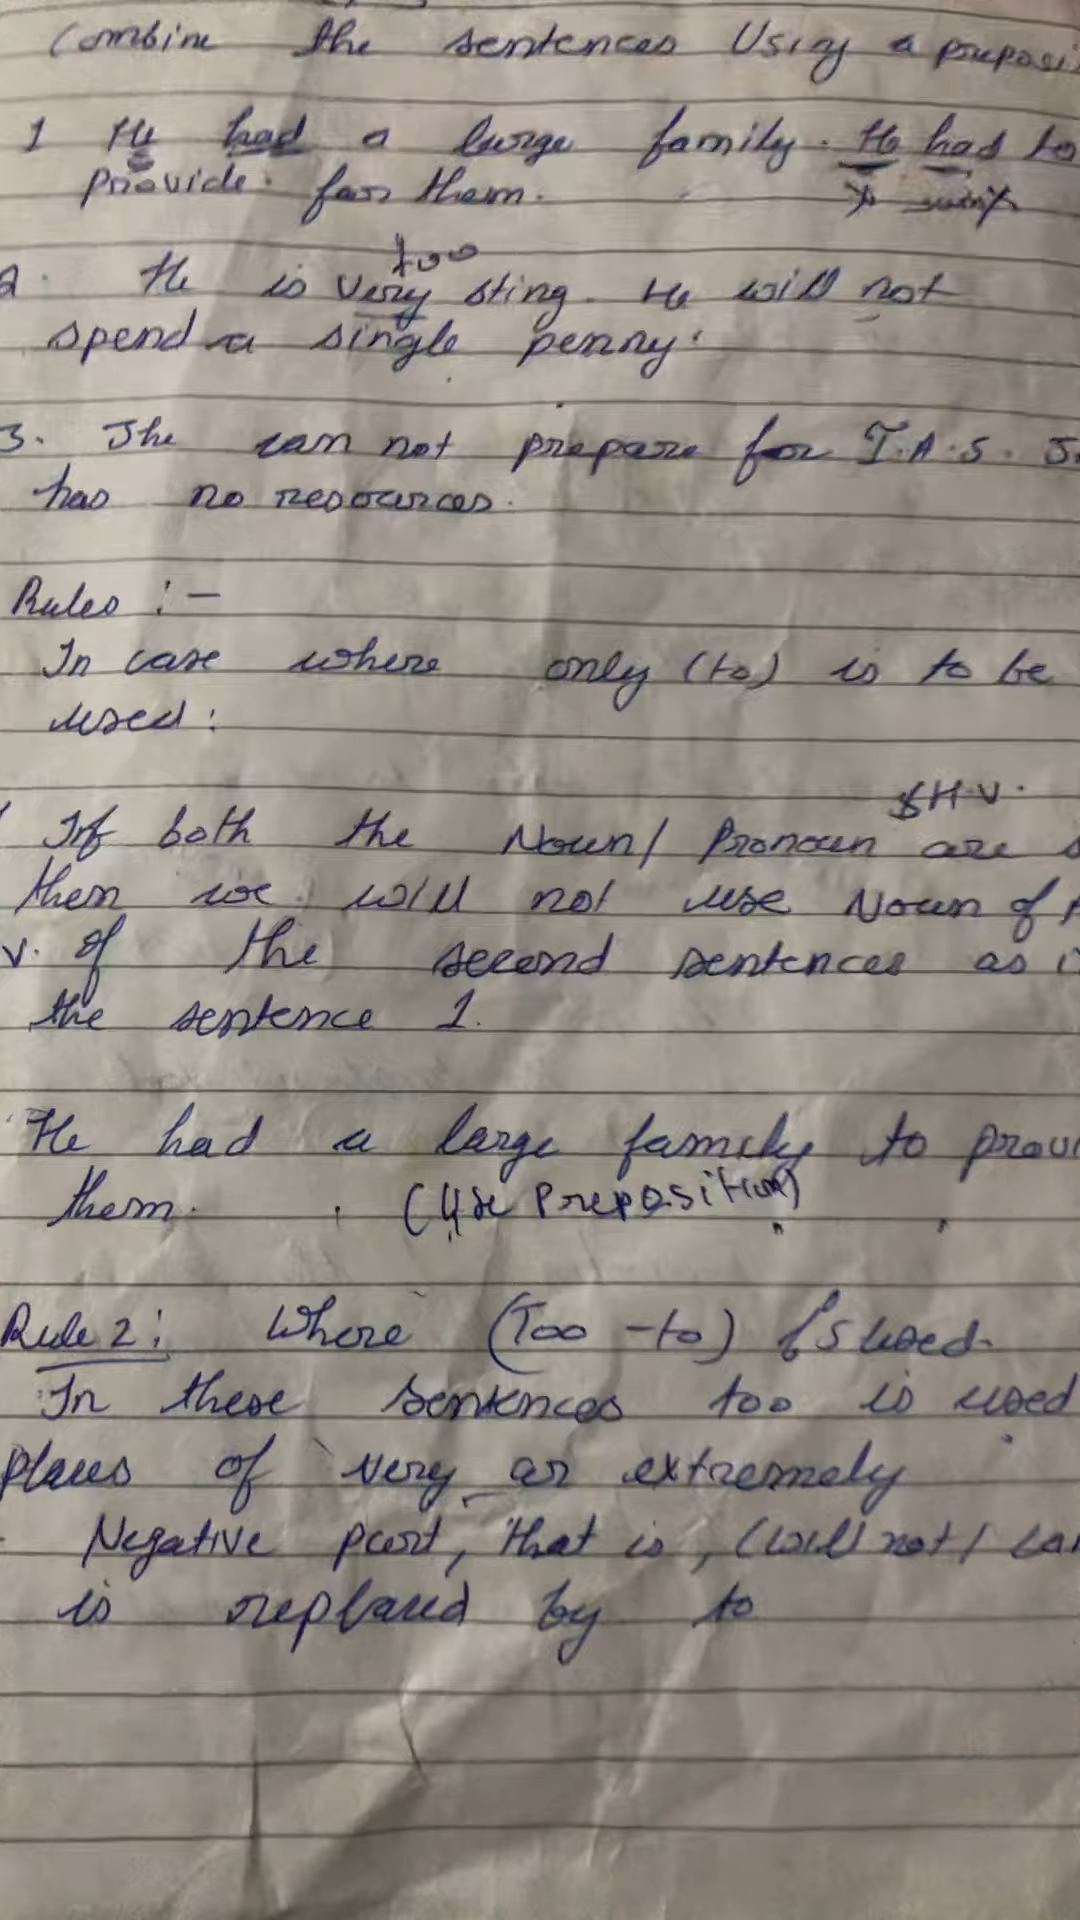 Combine the sentences Using a preposi
1 He had a large family. He had to
provide for them.
too
2. He is very sting. He will not
spend a single penny.
3. She can not prepare for I.A.S. S
has no resources.
Rules :-
In case where only (to) is to be
used:
H.V.
If both the Noun/ Pronoun are s
then we will not use Noun of
v. of the second sentences as i
the sentence 1.
He had a large family to provi
them. (Use Preposition)
Rule 2: Where (Too - to) is used.
In these sentences too is used
places of very or extremely
Negative part, that is, (will not/ can
is replaced by to